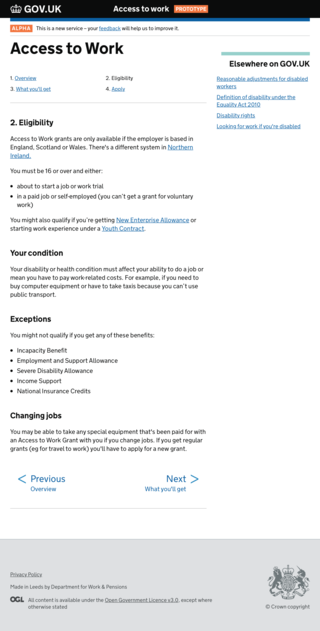 GOV.UK
Access to work PROTOTYPE
ALPHA This is a new service – your feedback will help us to improve it.
Access to Work
1. Overview
2. Eligibility
3. What you'll get
4. Apply
2. Eligibility
Access to Work grants are only available if the employer is based in
England, Scotland or Wales. There's a different system in Northern
Ireland.
You must be 16 or over and either:
• about to start a job or work trial
• in a paid job or self-employed (you can't get a grant for voluntary
work)
You might also qualify if you're getting New Enterprise Allowance or
starting work experience under a Youth Contract.
Your condition
Your disability or health condition must affect your ability to do a job or
mean you have to pay work-related costs. For example, if you need to
buy computer equipment or have to take taxis because you can't use
public transport.
Exceptions
You might not qualify if you get any of these benefits:
• Incapacity Benefit
• Employment and Support Allowance
• Severe Disability Allowance
• Income Support
• National Insurance Credits
Changing jobs
You may be able to take any special equipment that's been paid for with
an Access to Work Grant with you if you change jobs. If you get regular
grants (eg for travel to work) you'll have to apply for a new grant.
Previous
Overview
Next
What you'll get
Elsewhere on GOV.UK
Reasonable adjustments for disabled
workers
Definition of disability under the
Equality Act 2010
Disability rights
Looking for work if you're disabled
Privacy Policy
Made in Leeds by Department for Work & Pensions
OGL All content is available under the Open Government Licence v3.0, except where
otherwise stated
© Crown copyright